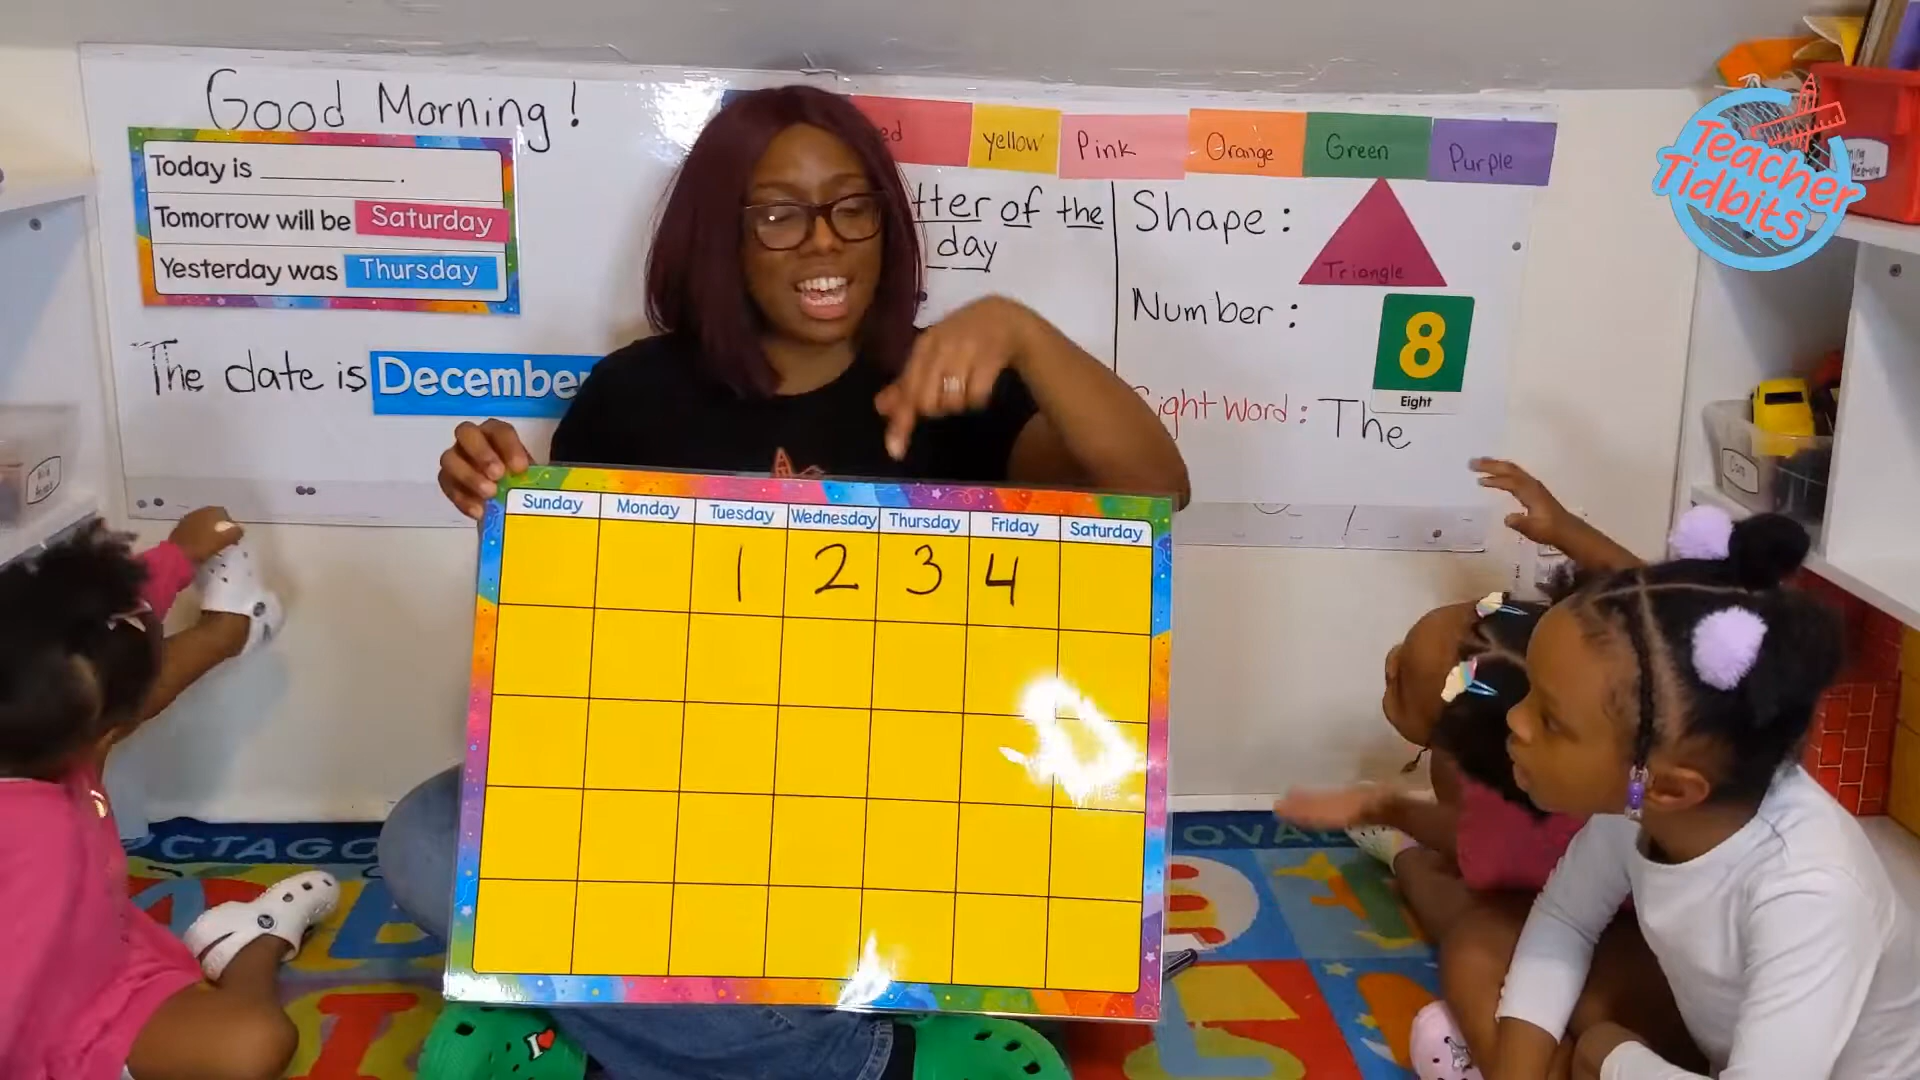 Good Morning!
Today is ________.
Tomorrow will be Saturday
Yesterday was Thursday
The date is December
yellow
Pink
Orange
Green
Purple
of the
day
Shape:
Triangle
Number:
8
Eight
Word: The
Teacher
Tidbits
Sunday Monday Tuesday Wednesday Thursday Friday Saturday
1 2 3 4
OVAL